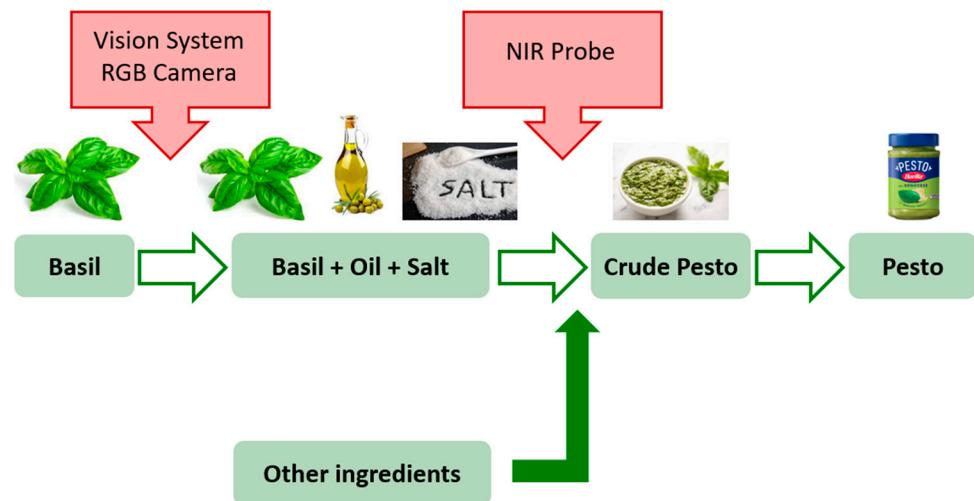 Vision System
RGB Camera
NIR Probe
SALT
PESTO
Barilla
Basil
Basil + Oil + Salt
Crude Pesto
Pesto
Other ingredients